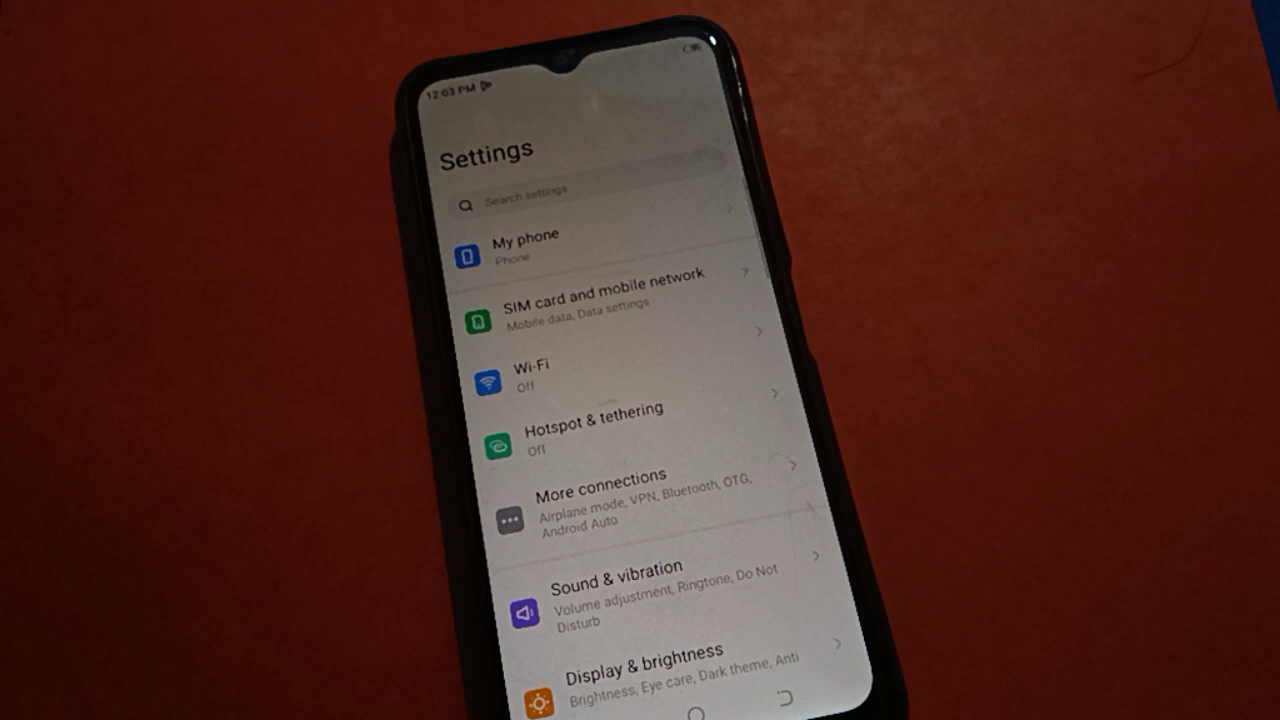 12:03 PM
Settings
Search settings
My phone
Phone
SIM card and mobile network
Mobile data, Data settings
Wi-Fi
Off
Hotspot & tethering
Off
More connections
Airplane mode, VPN, Bluetooth, OTG,
Android Auto
Sound & vibration
Volume adjustment, Ringtone, Do Not
Disturb
Display & brightness
Brightness, Eye care, Dark theme, Anti